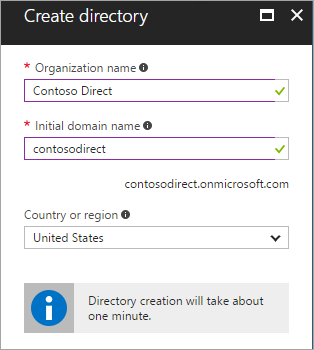 Create directory
* Organization name
Contoso Direct
* Initial domain name
contosodirect
contosodirect.onmicrosoft.com
Country or region
United States
Directory creation will take about
one minute.